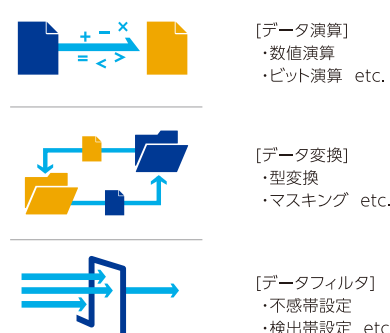 + − ×
= < >
[データ演算]
・数値演算
・ビット演算 etc.
[データ変換]
・型変換
・マスキング etc.
[データフィルタ]
・不感帯設定
・検出帯設定 etc